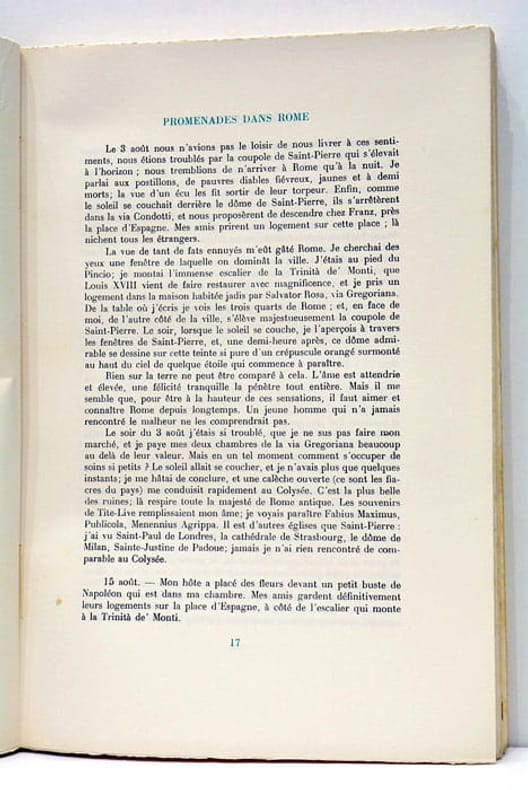 PROMENADES DANS ROME
Le 3 août nous n'avions pas le loisir de nous livrer à ces senti-
ments, nous étions troublés par la coupole de Saint-Pierre qui s'élevait
à l'horizon ; nous tremblions de n'arriver à Rome qu'à la nuit. Je
parlai aux postillons, de pauvres diables fiévreux, jaunes et à demi
morts; la vue d'un écu les fit sortir de leur torpeur. Enfin, comme
le soleil se couchait derrière le dôme de Saint-Pierre, ils s'arrêtèrent
dans la via Condotti, et nous proposèrent de descendre chez Franz, près
la place d'Espagne. Mes amis prirent un logement sur cette place ; là
nichent tous les étrangers.
La vue de tant de fats ennuyés m'eût gâté Rome. Je cherchai des
yeux une fenêtre de laquelle on dominât la ville. J'étais au pied du
Pincio; je montai l'immense escalier de la Trinità de' Monti, que
Louis XVIII vient de faire restaurer avec magnificence, et je pris un
logement dans la maison habitée jadis par Salvator Rosa, via Gregoriana.
De la table où j'écris je vois les trois quarts de Rome ; et, en face de
moi, de l'autre côté de la ville, s'élève majestueusement la coupole de
Saint-Pierre. Le soir, lorsque le soleil se couche, je l'aperçois à travers
les fenêtres de Saint-Pierre, et, une demi-heure après, ce dôme admi-
rable se dessine sur cette teinte si pure d'un crépuscule orangé surmonté
au haut du ciel de quelque étoile qui commence à paraître.
Rien sur la terre ne peut être comparé à cela. L'âme est attendrie
et élevée, une félicité tranquille la pénètre tout entière. Mais il me
semble que, pour être à la hauteur de ces sensations, il faut aimer et
connaître Rome depuis longtemps. Un jeune homme qui n'a jamais
rencontré le malheur ne les comprendrait pas.
Le soir du 3 août j'étais si troublé, que je ne sus pas faire mon
marché, et je paye mes deux chambres de la via Gregoriana beaucoup
au delà de leur valeur. Mais en un tel moment comment s'occuper de
soins si petits ? Le soleil allait se coucher, et je n'avais plus que quelques
instants; je me hâtai de conclure, et une calèche ouverte (ce sont les fia-
cres du pays) me conduisit rapidement au Colysée. C'est la plus belle
des ruines; là respire toute la majesté de Rome antique. Les souvenirs
de Tite-Live remplissaient mon âme; je voyais paraître Fabius Maximus,
Publicola, Menennius Agrippa. Il est d'autres églises que Saint-Pierre :
j'ai vu Saint-Paul de Londres, la cathédrale de Strasbourg, le dôme de
Milan, Sainte-Justine de Padoue; jamais je n'ai rien rencontré de com-
parable au Colysée.
15 août. — Mon hôte a placé des fleurs devant un petit buste de
Napoléon qui est dans ma chambre. Mes amis gardent définitivement
leurs logements sur la place d'Espagne, à côté de l'escalier qui monte
à la Trinità de' Monti.
17